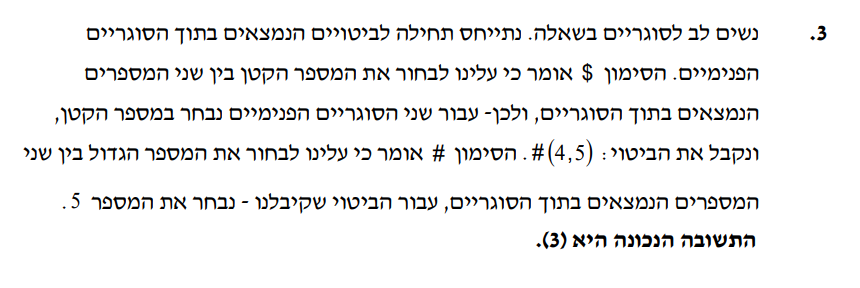 3. נשים לב לסוגריים בשאלה. נתייחס תחילה לביטויים הנמצאים בתוך הסוגריים
הפנימיים. הסימון $ אומר כי עלינו לבחור את המספר הקטן בין שני המספרים
הנמצאים בתוך הסוגריים, ולכן- עבור שני הסוגריים הפנימיים נבחר במספר הקטן,
ונקבל את הביטוי: #(4,5). הסימון # אומר כי עלינו לבחור את המספר הגדול בין שני
המספרים הנמצאים בתוך הסוגריים, עבור הביטוי שקיבלנו - נבחר את המספר 5.
התשובה הנכונה היא (3).